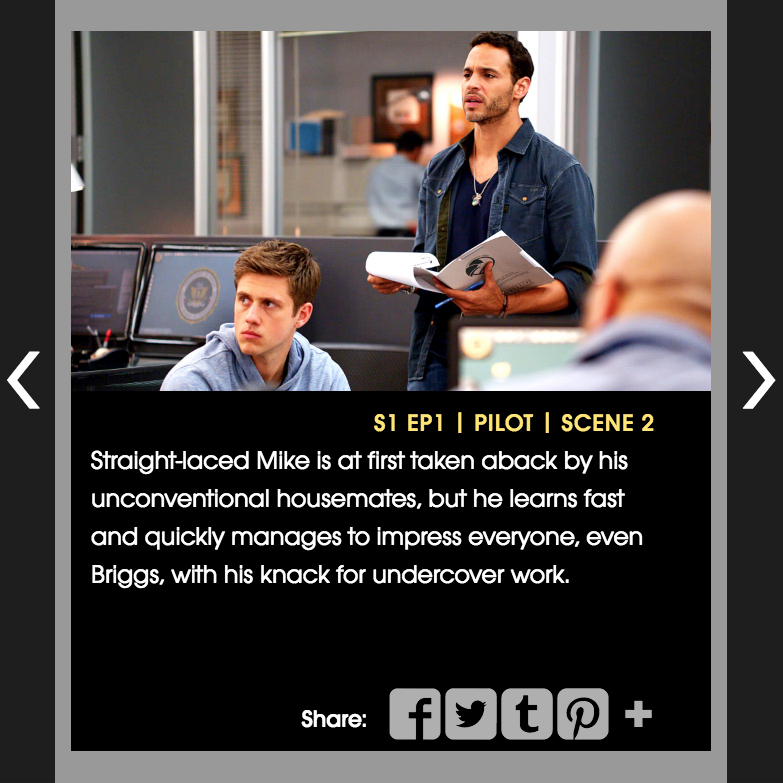 S1 EP1 | PILOT | SCENE 2
Straight-laced Mike is at first taken aback by his
unconventional housemates, but he learns fast
and quickly manages to impress everyone, even
Briggs, with his knack for undercover work.
Share: